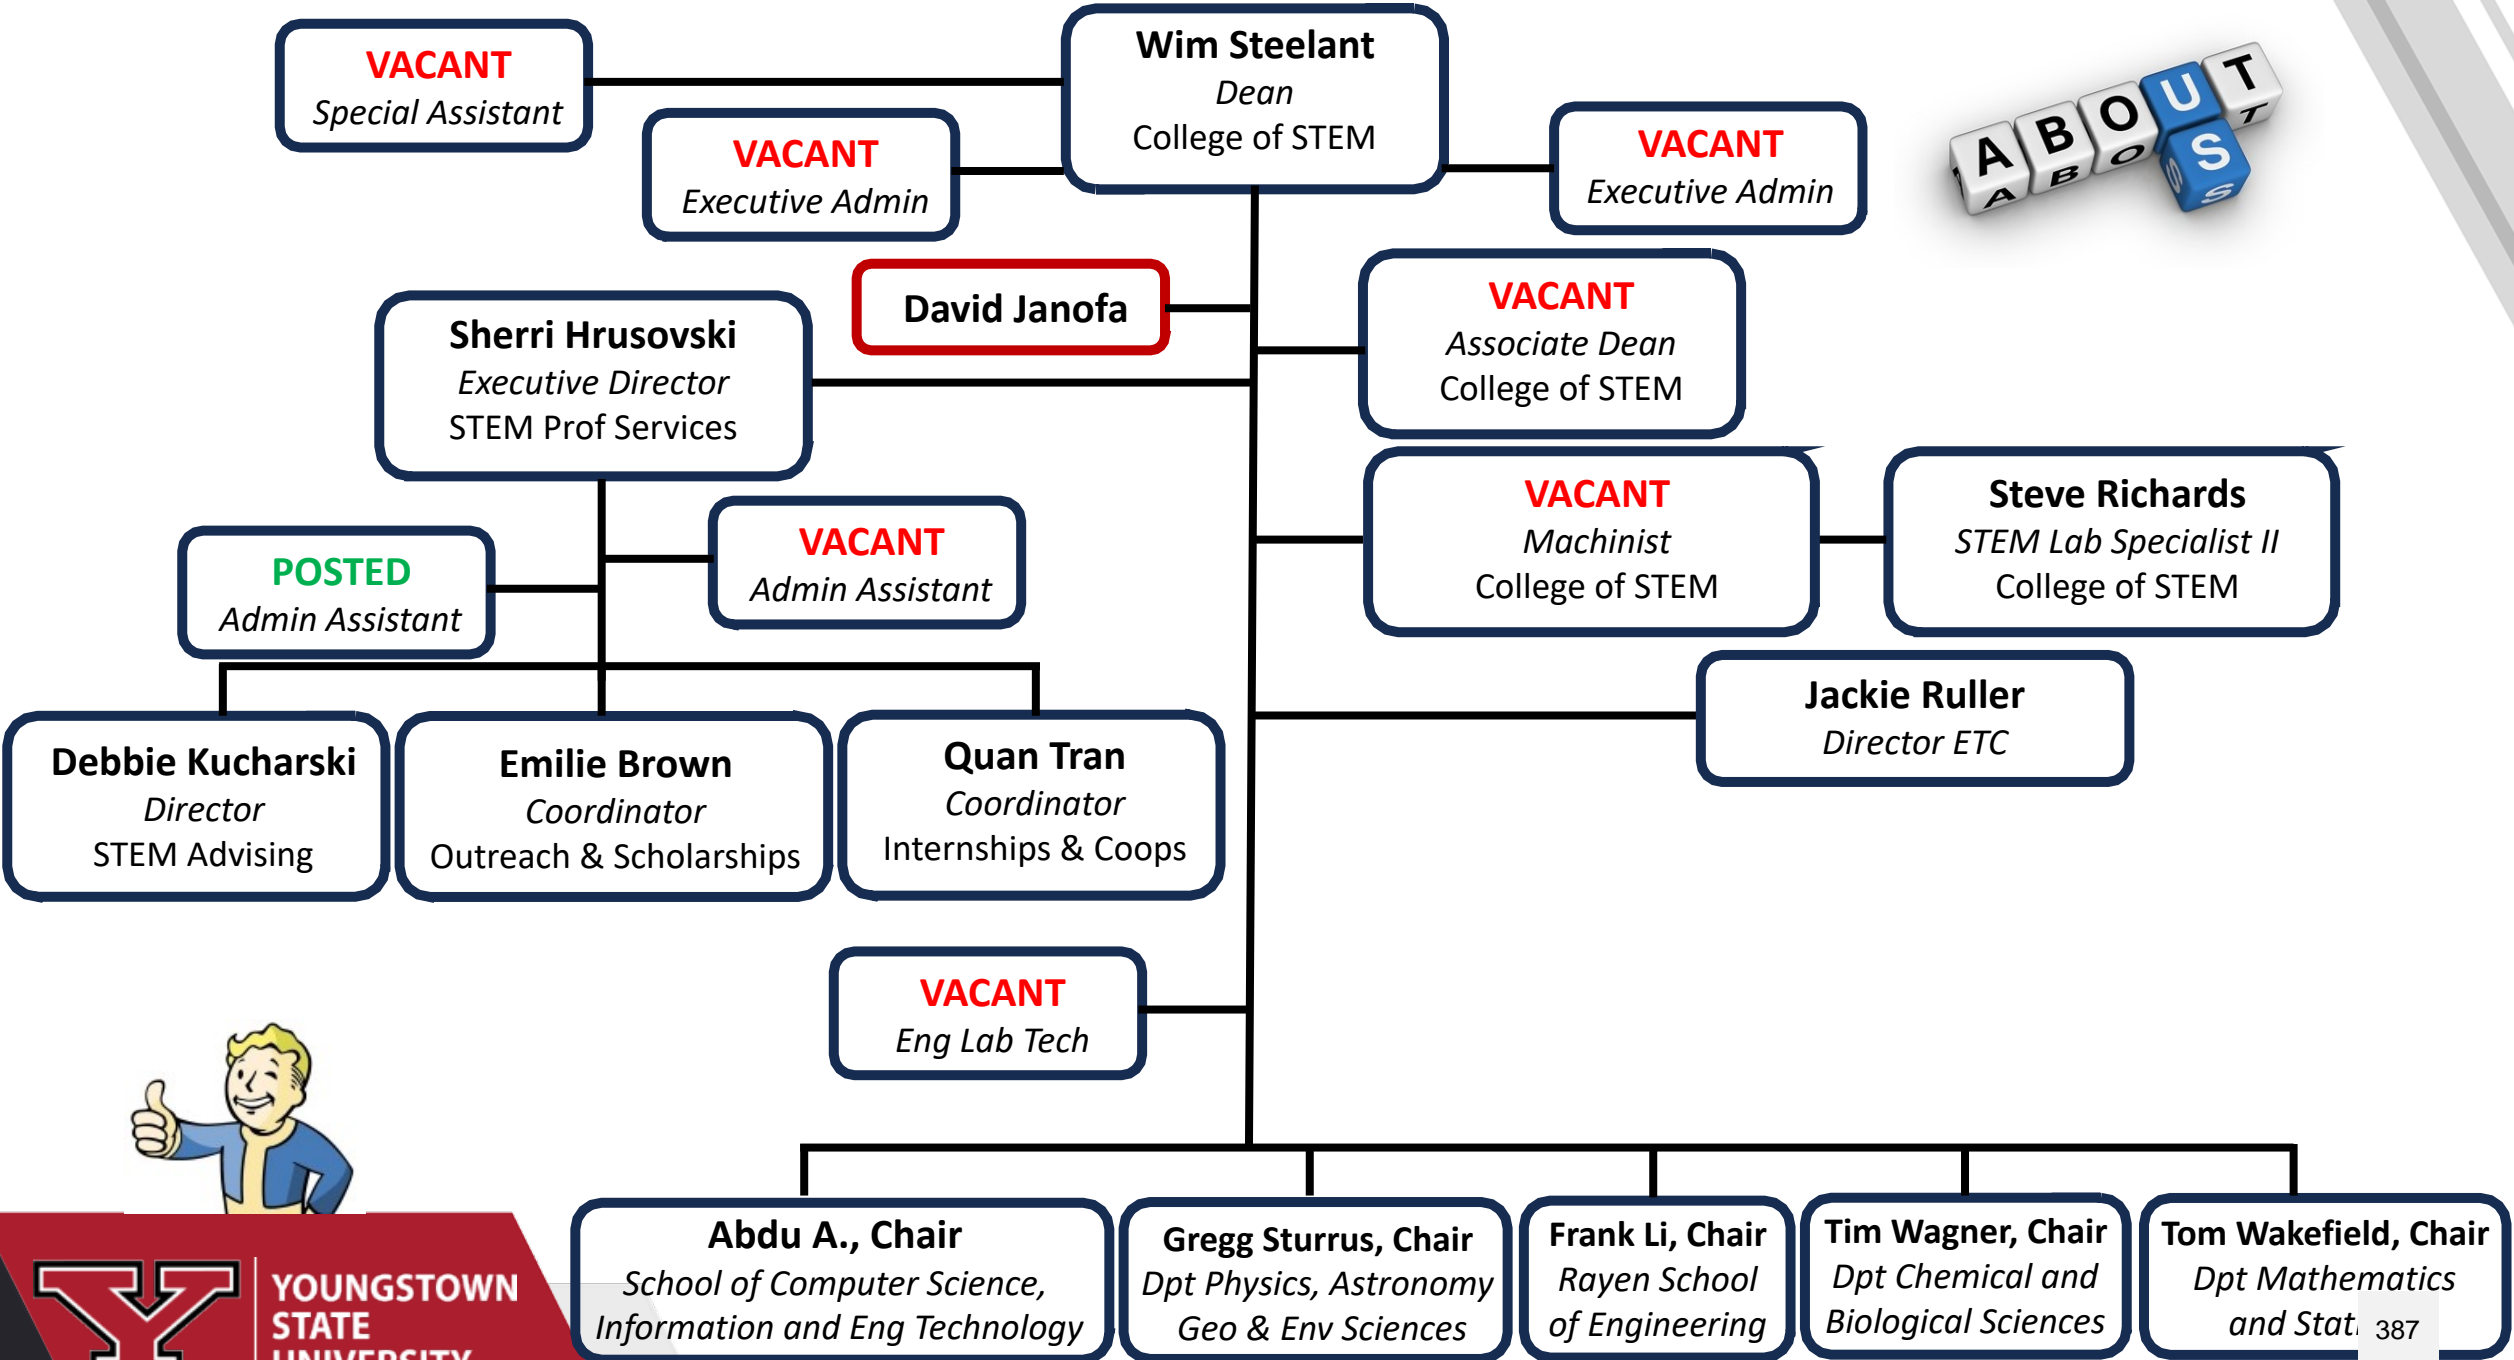 VACANT
Special Assistant
Wim Steelant
Dean
College of STEM
VACANT
Executive Admin
VACANT
Executive Admin
ABOUT
US
David Janofa
Sherri Hrusovski
Executive Director
STEM Prof Services
VACANT
Associate Dean
College of STEM
VACANT
Machinist
College of STEM
Steve Richards
STEM Lab Specialist II
College of STEM
POSTED
Admin Assistant
VACANT
Admin Assistant
Jackie Ruller
Director ETC
Debbie Kucharski
Director
STEM Advising
Emilie Brown
Coordinator
Outreach & Scholarships
Quan Tran
Coordinator
Internships & Coops
VACANT
Eng Lab Tech
Abdu A., Chair
School of Computer Science,
Information and Eng Technology
Gregg Sturrus, Chair
Dpt Physics, Astronomy
Geo & Env Sciences
Frank Li, Chair
Rayen School
of Engineering
Tim Wagner, Chair
Dpt Chemical and
Biological Sciences
Tom Wakefield, Chair
Dpt Mathematics
and Stati
387
Y
YOUNGSTOWN
STATE
UNIVERSITY